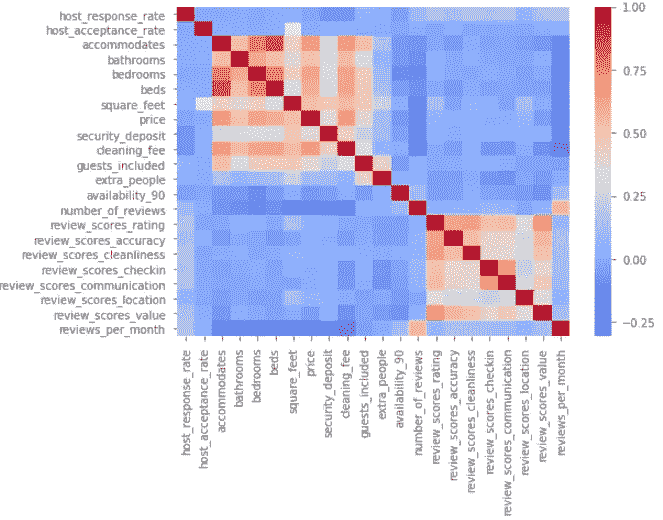 host_response_rate
host_acceptance_rate
accommodates
bathrooms
bedrooms
beds
square_feet
price
security_deposit
cleaning_fee
guests_included
extra_people
availability_90
number_of_reviews
review_scores_rating
review_scores_accuracy
review_scores_cleanliness
review_scores_checkin
review_scores_communication
review_scores_location
review_scores_value
reviews_per_month
host_response_rate
host_acceptance_rate
accommodates
bathrooms
bedrooms
beds
square_feet
price
security_deposit
cleaning_fee
guests_included
extra_people
availability_90
number_of_reviews
review_scores_rating
review_scores_accuracy
review_scores_cleanliness
review_scores_checkin
review_scores_communication
review_scores_location
review_scores_value
reviews_per_month
1.00
0.75
0.50
0.25
0.00
−0.25